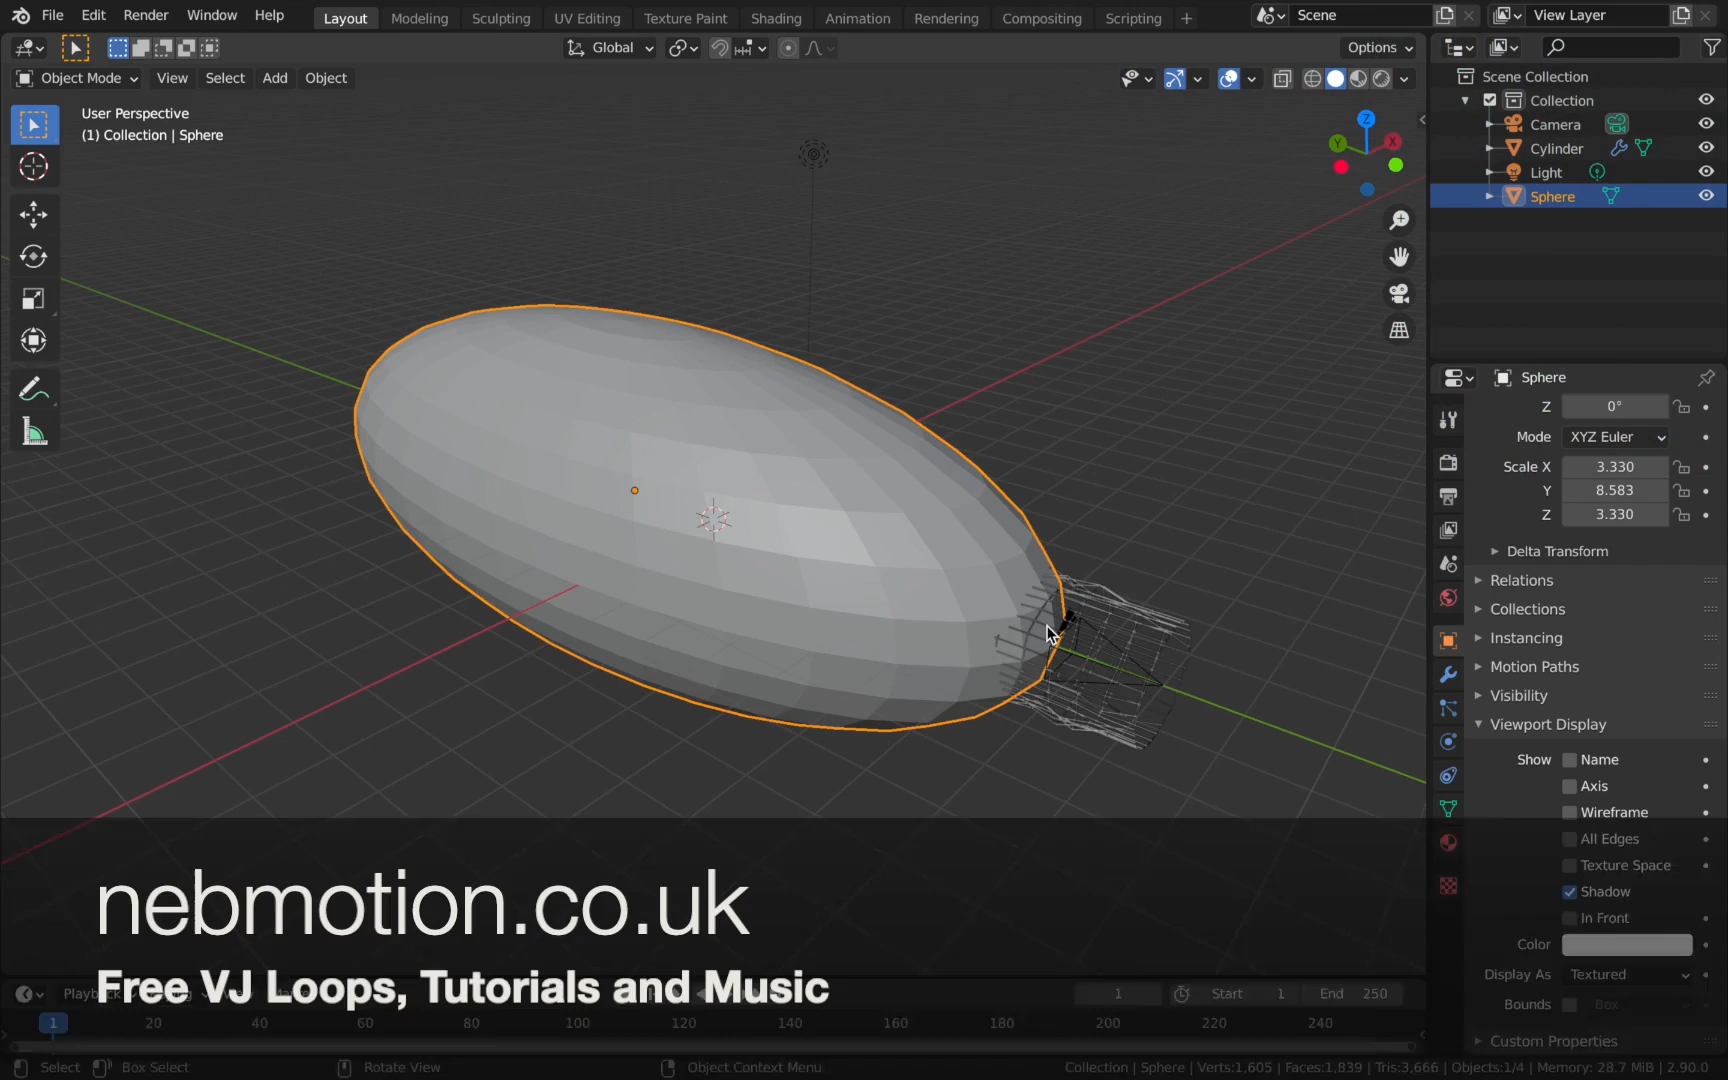 File Edit Render Window Help Layout Modeling Sculpting UV Editing Texture Paint Shading Animation Rendering Compositing Scripting + Scene View Layer
Global Options
Object Mode View Select Add Object
User Perspective
(1) Collection | Sphere
Z
Y
X
Scene Collection
Collection
Camera
Cylinder
Light
Sphere
Sphere
Z 0°
Mode XYZ Euler
Scale X 3.330
Y 8.583
Z 3.330
Delta Transform
Relations
Collections
Instancing
Motion Paths
Visibility
Viewport Display
Show Name
Axis
Wireframe
All Edges
Texture Space
Shadow
In Front
Color
Display As Textured
Bounds Box
Custom Properties
nebmotion.co.uk
Free VJ Loops, Tutorials and Music
Playback
1 Start 1 End 250
1 20 40 60 80 100 120 140 160 180 200 220 240
Select Box Select Rotate View Object Context Menu
Collection | Sphere | Verts:1,605 | Faces:1,839 | Tris:3,666 | Objects:1/4 | Memory: 28.7 MiB | 2.90.0